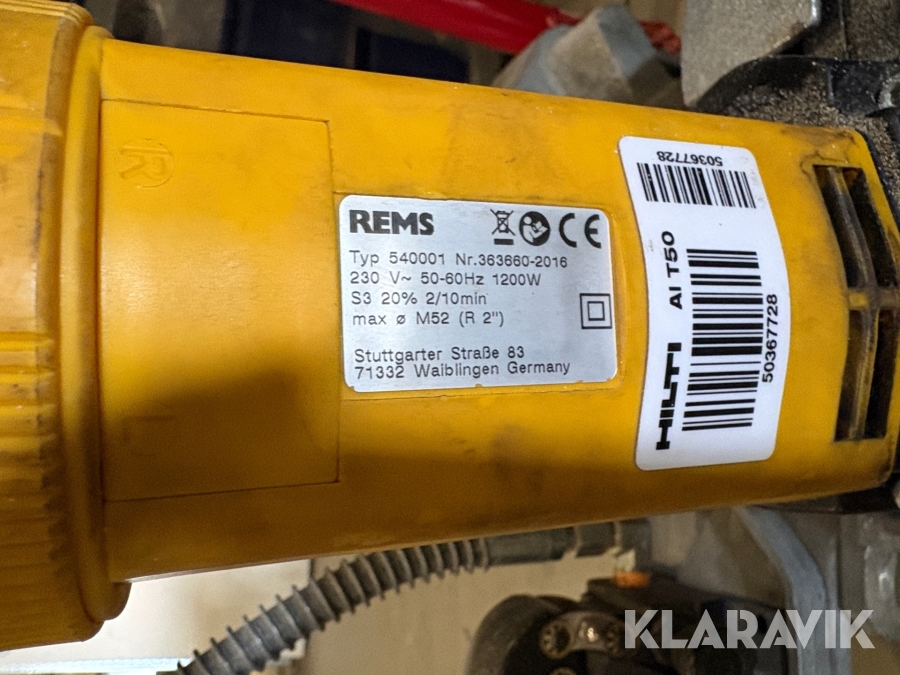 REMS
CE
Typ 540001 Nr.363660-2016
230 V~ 50-60Hz 1200W
S3 20% 2/10min
max ø M52 (R 2")
Stuttgarter Straße 83
71332 Waiblingen Germany
50367728
HILTI AI T50
50367728
R
L
KLARAVIK